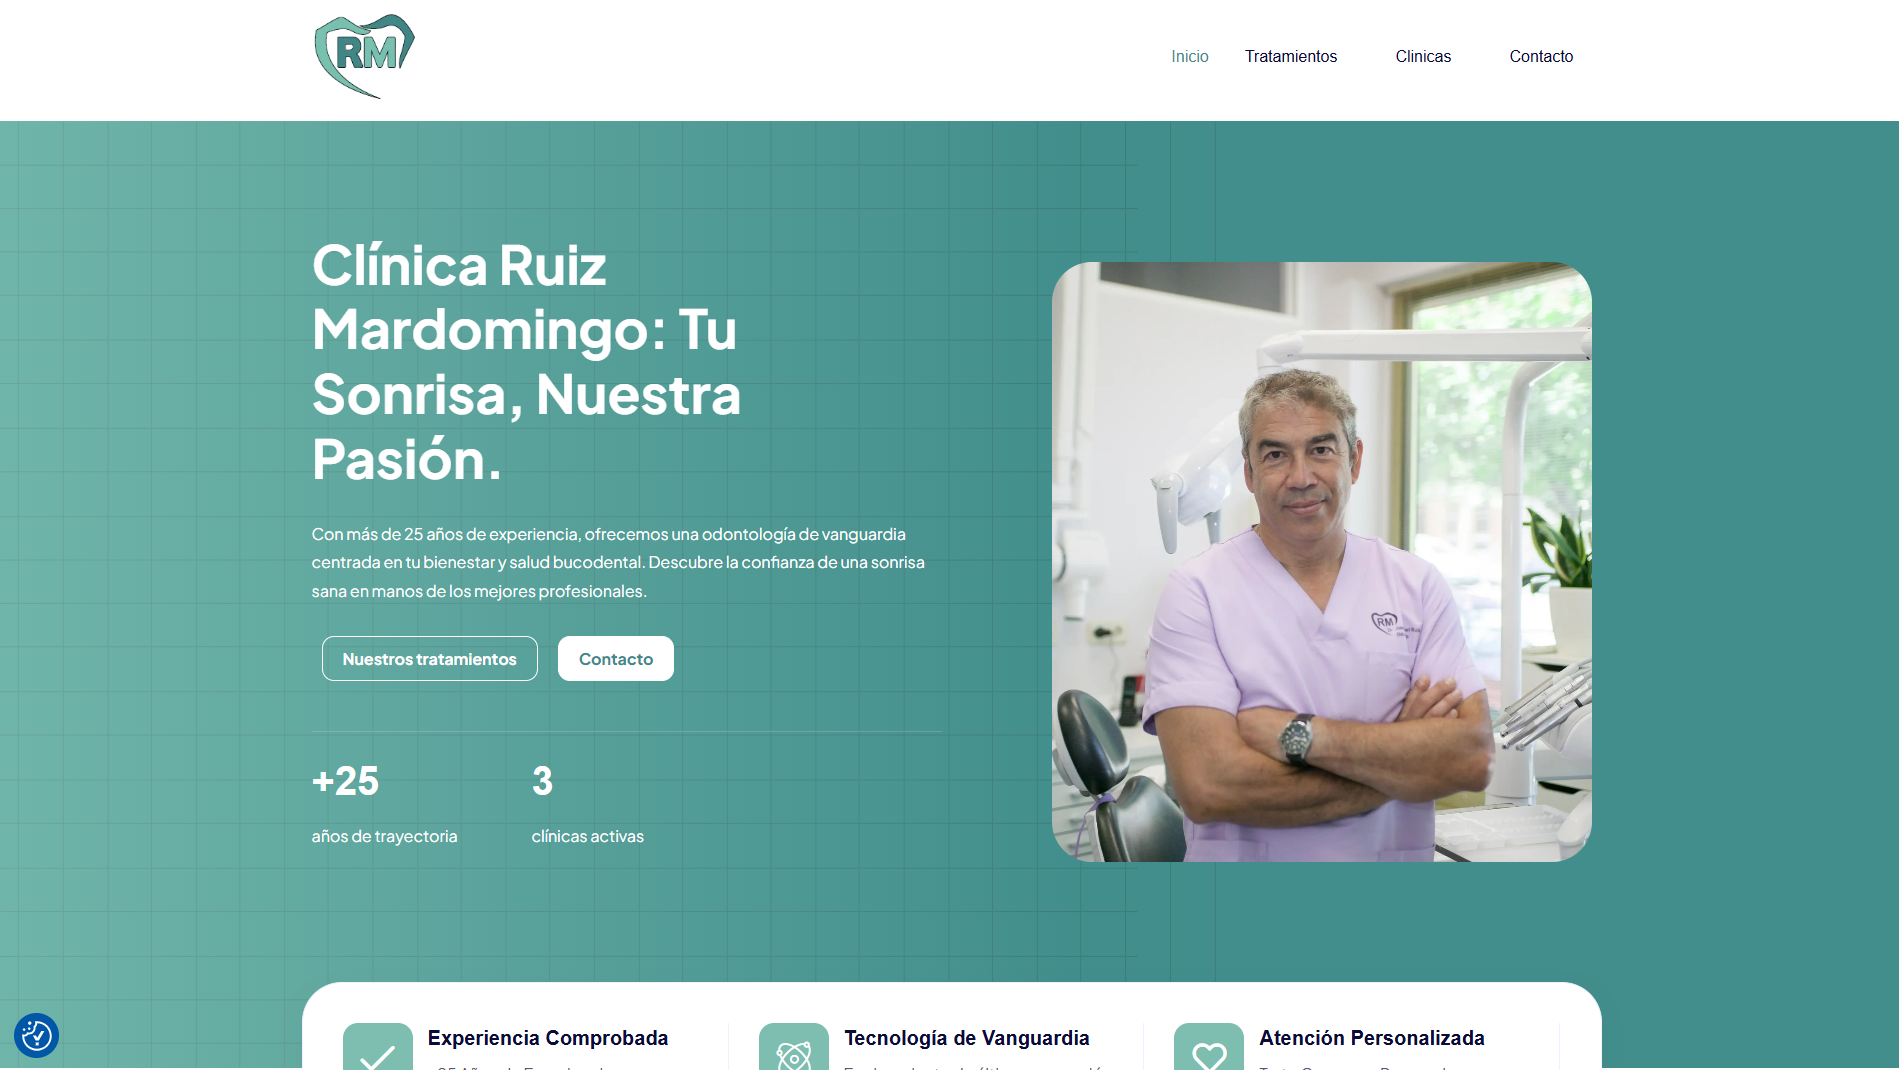 RM
Inicio
Tratamientos
Clinicas
Contacto
Clínica Ruiz
Mardomingo: Tu
Sonrisa, Nuestra
Pasión.
Con más de 25 años de experiencia, ofrecemos una odontología de vanguardia
centrada en tu bienestar y salud bucodental. Descubre la confianza de una sonrisa
sana en manos de los mejores profesionales.
Nuestros tratamientos
Contacto
+25
años de trayectoria
3
clínicas activas
RM
Experiencia Comprobada
Tecnología de Vanguardia
Atención Personalizada